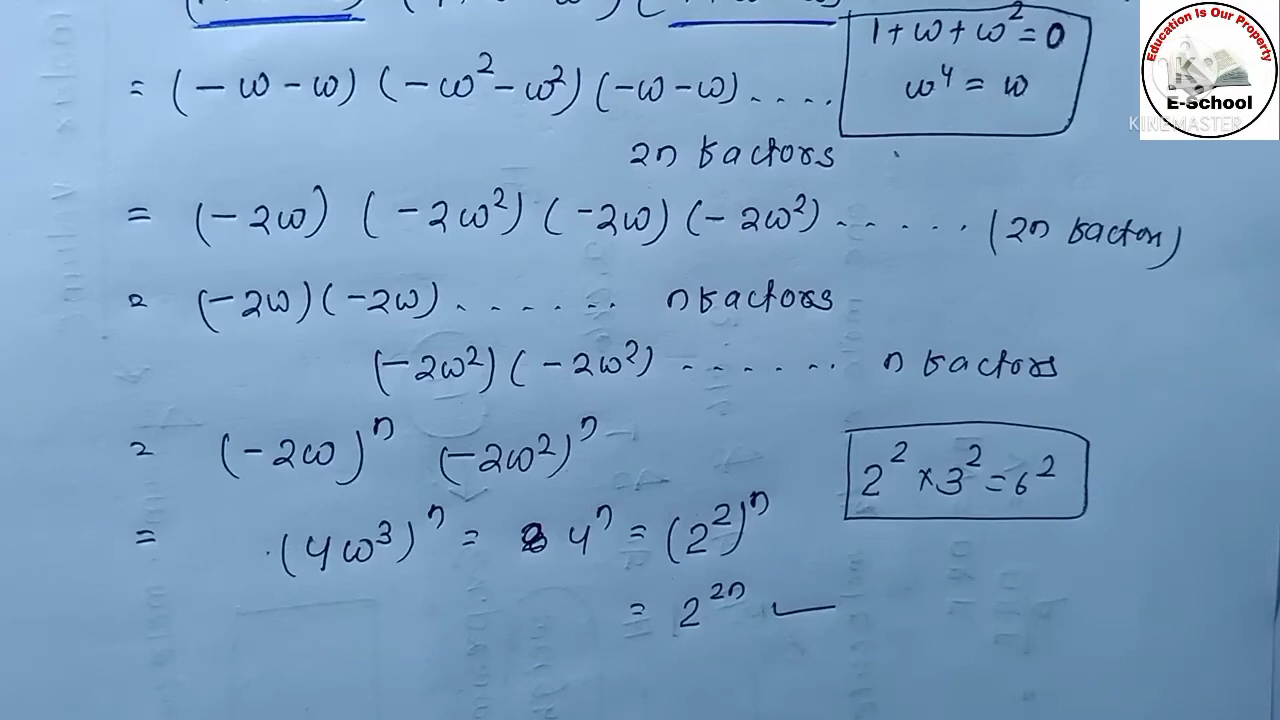 1 + ω + ω² = 0
ω⁴ = ω
= (- ω - ω) (- ω² - ω²) (-ω - ω) . . . .
2n factors
= (-2ω) (-2ω²) (-2ω) (-2ω²) . . . . . . (2n factors)
= (-2ω) (-2ω) . . . . . . n factors
(-2ω²) (-2ω²) . . . . . . n factors
= (-2ω)ⁿ (-2ω²)ⁿ
2² × 3² = 6²
= (4ω³)ⁿ = 4ⁿ = (2²)ⁿ
= 2²ⁿ
Education Is Our Property
E-School
KINEMASTER